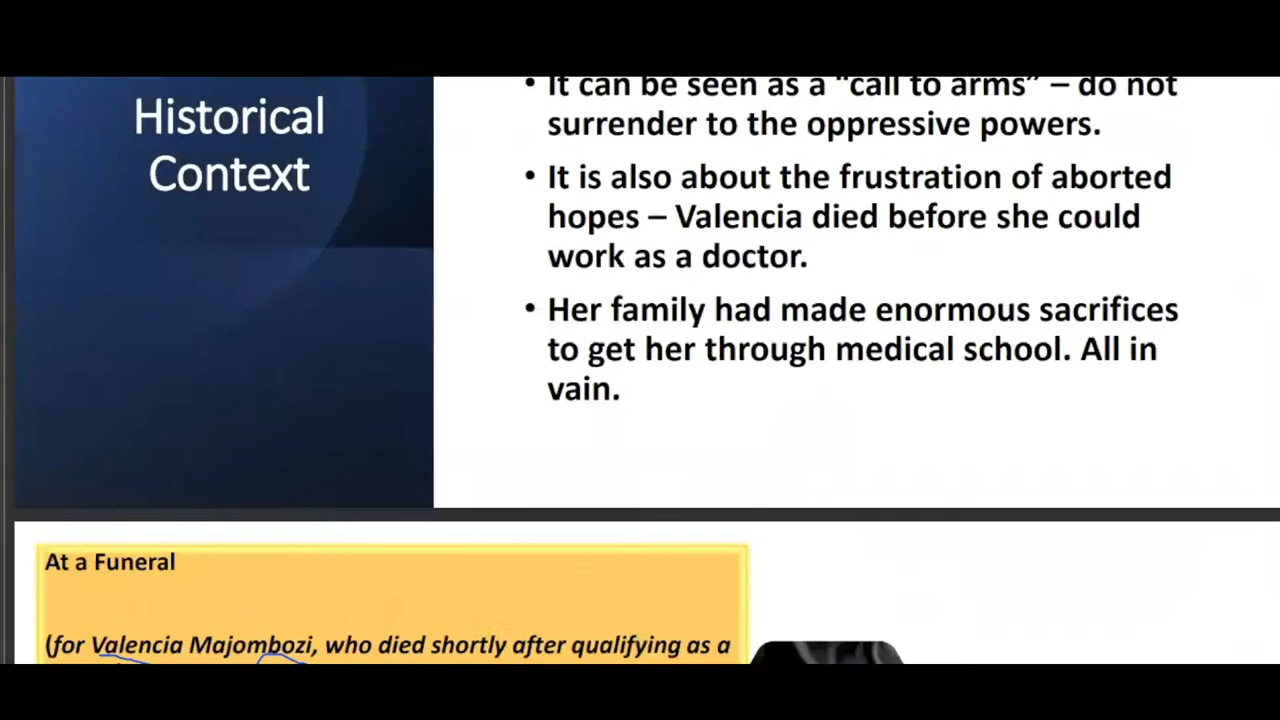 Historical
Context
• It can be seen as a “call to arms” – do not
surrender to the oppressive powers.
• It is also about the frustration of aborted
hopes – Valencia died before she could
work as a doctor.
• Her family had made enormous sacrifices
to get her through medical school. All in
vain.
At a Funeral
(for Valencia Majombozi, who died shortly after qualifying as a